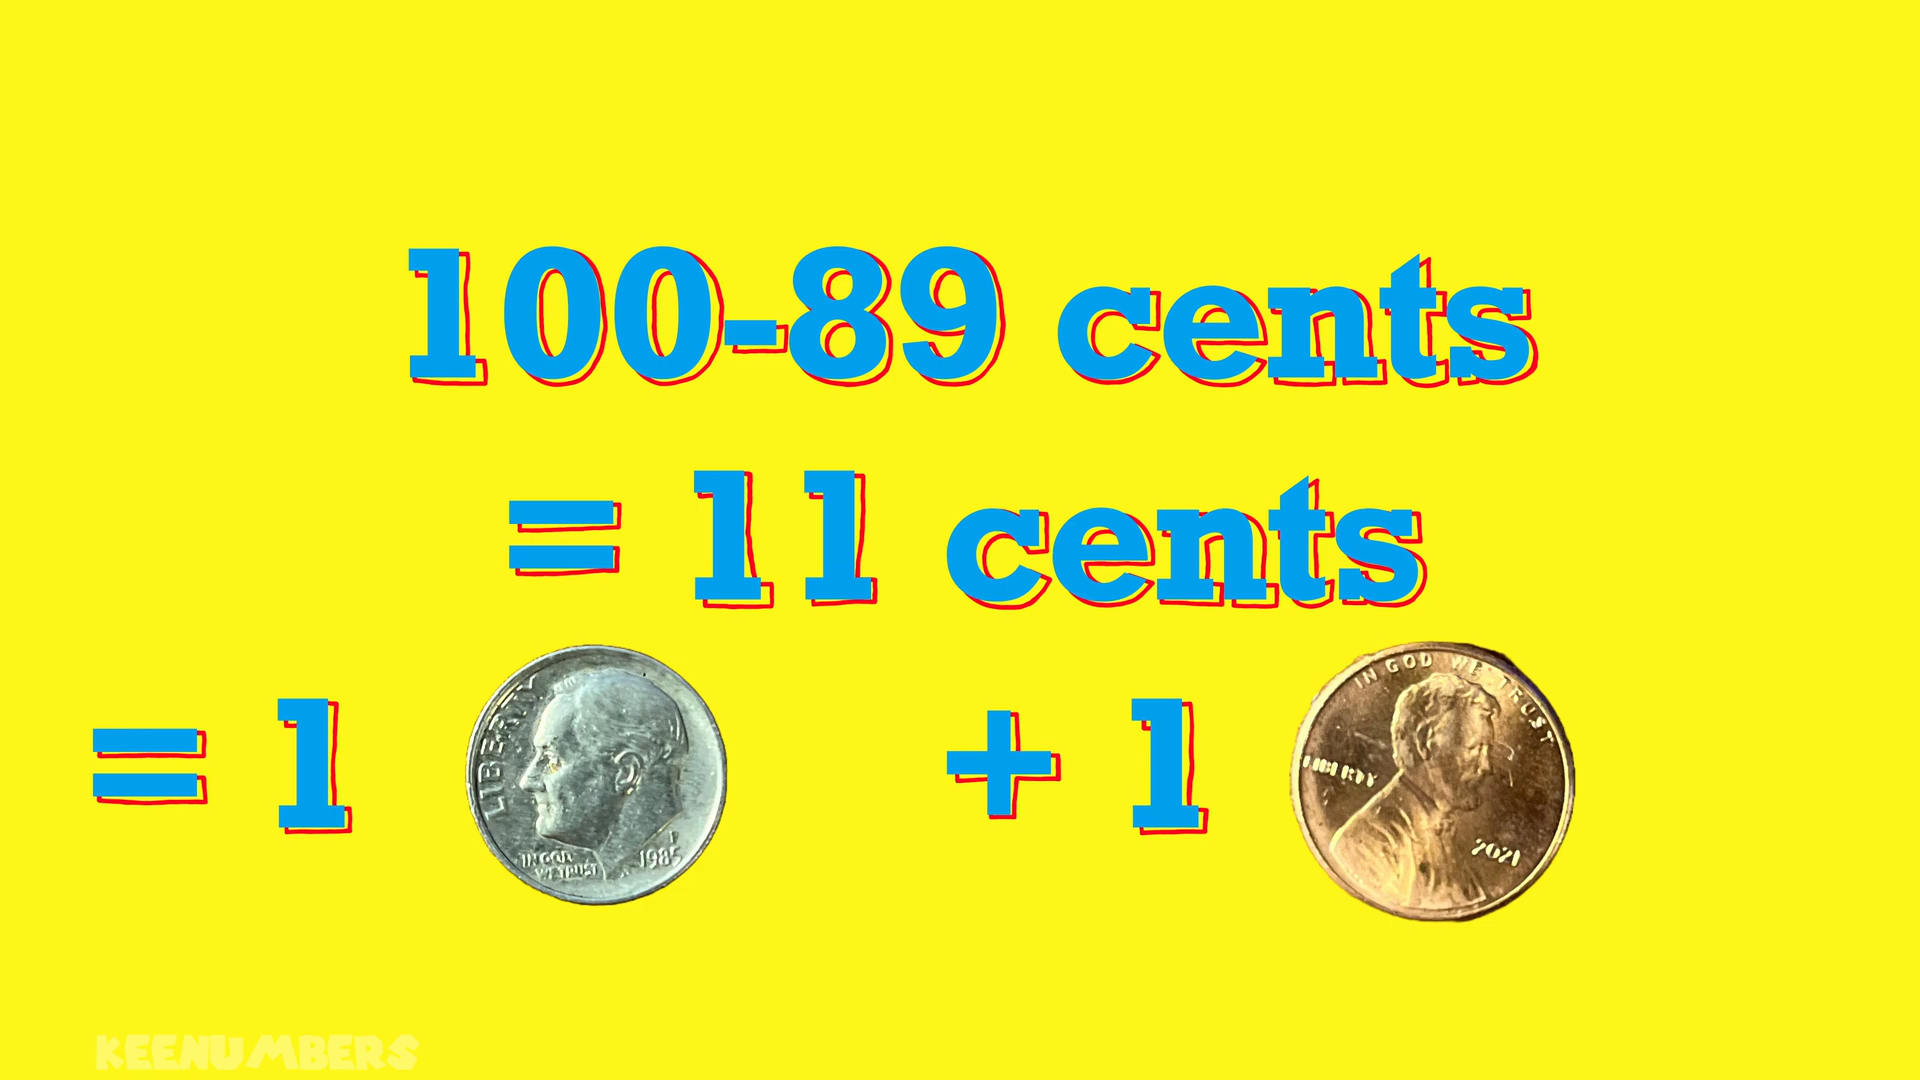 100-89 cents
= 11 cents
= 1
+ 1
LIBERTY
IN GOD
WE TRUST
P
1985
IN GOD WE TRUST
LIBERTY
2021
KEENUMBERS